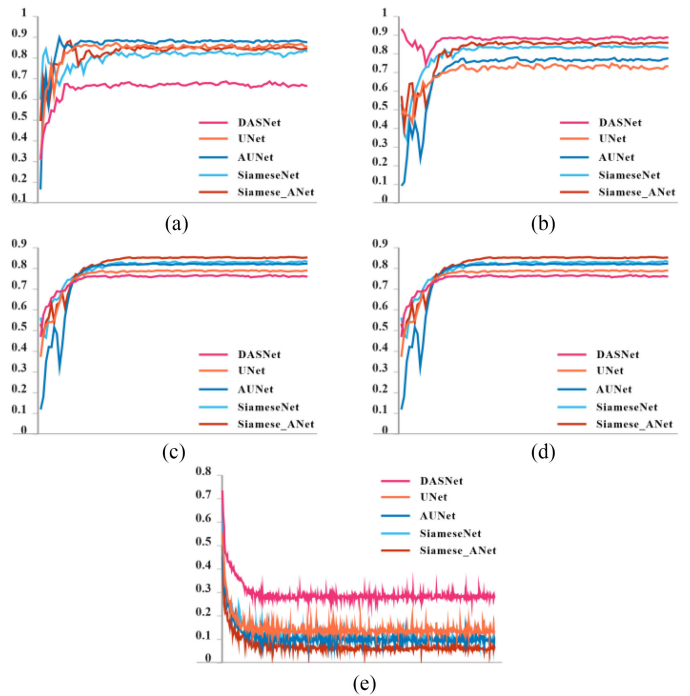 1
0.9
0.8
0.7
0.6
0.5
0.4
0.3
0.2
0.1
DASNet
UNet
AUNet
SiameseNet
Siamese_ANet
(a)
1
0.9
0.8
0.7
0.6
0.5
0.4
0.3
0.2
0.1
0
DASNet
UNet
AUNet
SiameseNet
Siamese_ANet
(b)
0.9
0.8
0.7
0.6
0.5
0.4
0.3
0.2
0.1
0
DASNet
UNet
AUNet
SiameseNet
Siamese_ANet
(c)
0.9
0.8
0.7
0.6
0.5
0.4
0.3
0.2
0.1
0
DASNet
UNet
AUNet
SiameseNet
Siamese_ANet
(d)
0.8
0.7
0.6
0.5
0.4
0.3
0.2
0.1
0
DASNet
UNet
AUNet
SiameseNet
Siamese_ANet
(e)